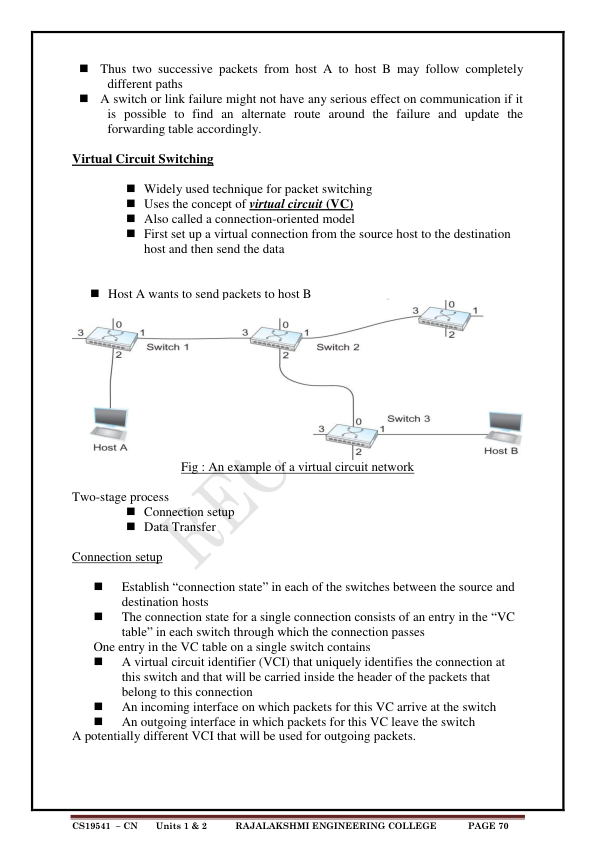 ■ Thus two successive packets from host A to host B may follow completely
different paths
■ A switch or link failure might not have any serious effect on communication if it
is possible to find an alternate route around the failure and update the
forwarding table accordingly.
Virtual Circuit Switching
■ Widely used technique for packet switching
■ Uses the concept of virtual circuit (VC)
■ Also called a connection-oriented model
■ First set up a virtual connection from the source host to the destination
host and then send the data
■ Host A wants to send packets to host B
0
3 1
2
Switch 1
0
3 1
2
Switch 2
0
3 1
2
0
3 1
2
Switch 3
Host A
Host B
Fig : An example of a virtual circuit network
REC
Two-stage process
■ Connection setup
■ Data Transfer
Connection setup
■ Establish “connection state” in each of the switches between the source and
destination hosts
■ The connection state for a single connection consists of an entry in the “VC
table” in each switch through which the connection passes
One entry in the VC table on a single switch contains
■ A virtual circuit identifier (VCI) that uniquely identifies the connection at
this switch and that will be carried inside the header of the packets that
belong to this connection
■ An incoming interface on which packets for this VC arrive at the switch
■ An outgoing interface in which packets for this VC leave the switch
A potentially different VCI that will be used for outgoing packets.
CS19541 – CN Units 1 & 2 RAJALAKSHMI ENGINEERING COLLEGE PAGE 70